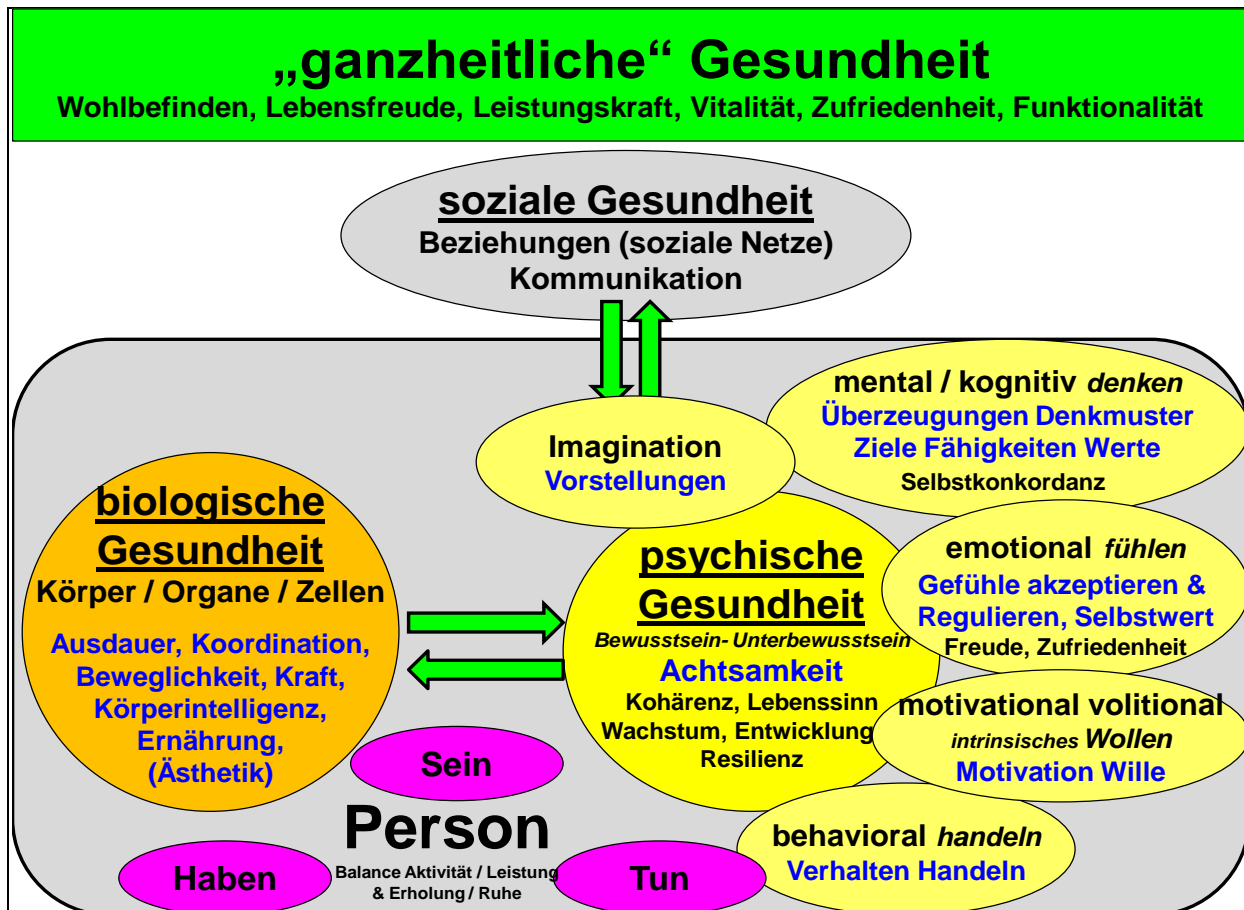 „ganzheitliche“ Gesundheit
Wohlbefinden, Lebensfreude, Leistungskraft, Vitalität, Zufriedenheit, Funktionalität
soziale Gesundheit
Beziehungen (soziale Netze)
Kommunikation
mental / kognitiv denken
Überzeugungen Denkmuster
Ziele Fähigkeiten Werte
Selbstkonkordanz
Imagination
Vorstellungen
biologische
Gesundheit
Körper / Organe / Zellen
Ausdauer, Koordination,
Beweglichkeit, Kraft,
Körperintelligenz,
Ernährung,
(Ästhetik)
psychische
Gesundheit
Bewusstsein- Unterbewusstsein
Achtsamkeit
Kohärenz, Lebenssinn
Wachstum, Entwicklung
Resilienz
emotional fühlen
Gefühle akzeptieren &
Regulieren, Selbstwert
Freude, Zufriedenheit
motivational volitional
intrinsisches Wollen
Motivation Wille
behavioral handeln
Verhalten Handeln
Sein
Person
Balance Aktivität / Leistung
& Erholung / Ruhe
Haben
Tun